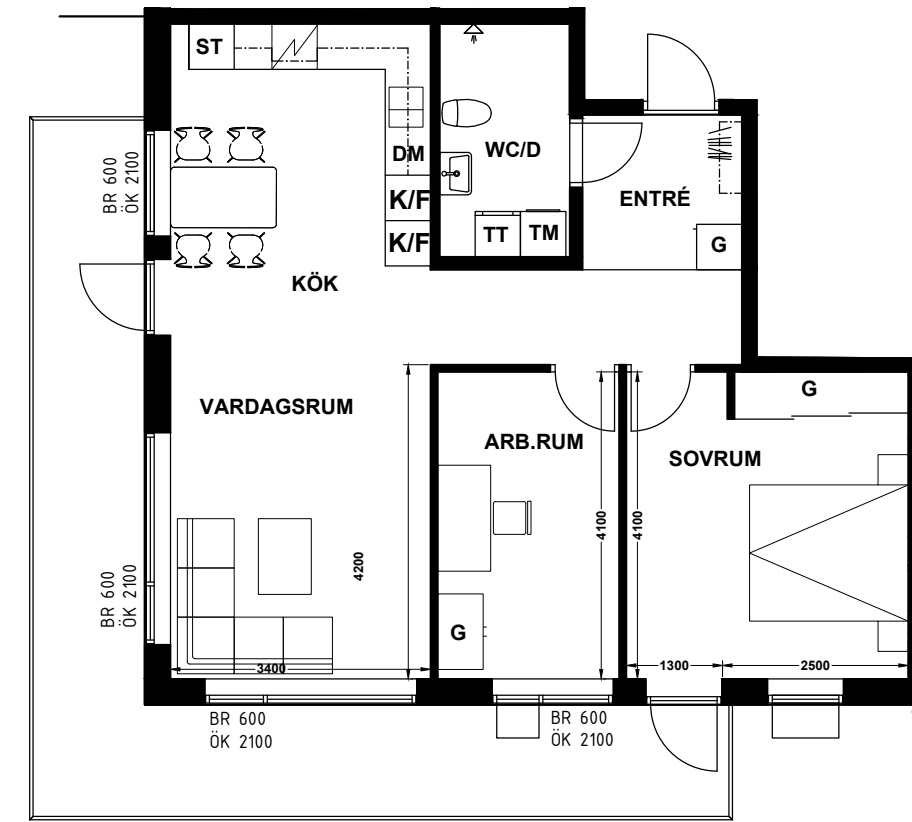 ST
WC/D
DM
K/F
K/F
TT
TM
ENTRÉ
G
BR 600
ÖK 2100
KÖK
VARDAGSRUM
G
ARB.RUM
SOVRUM
4200
4100
4100
BR 600
ÖK 2100
G
3400
1300
2500
BR 600
ÖK 2100
BR 600
ÖK 2100